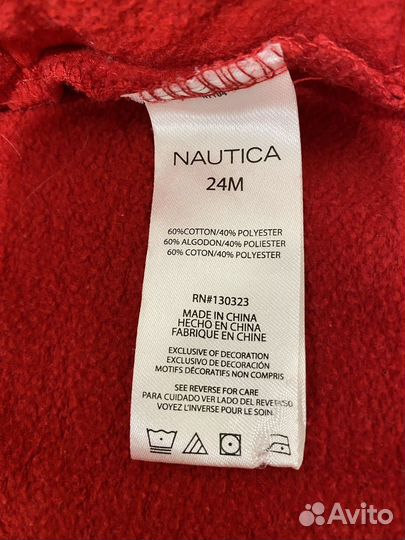 NAUTICA
24M
60%COTTON/40% POLYESTER
60% ALGODON/40% POLIESTER
60% COTON/40% POLYESTER
RN#130323
MADE IN CHINA
HECHO EN CHINA
FABRIQUE EN CHINE
EXCLUSIVE OF DECORATION
EXCLUSIVO DE DECORACIÓN
MOTIFS DÉCORATIFS NON COMPRIS
SEE REVERSE FOR CARE
PARA CUIDADO VER LADO DEL REVERSO
VOYEZ L'INVERSE POUR LE SOIN
Avito